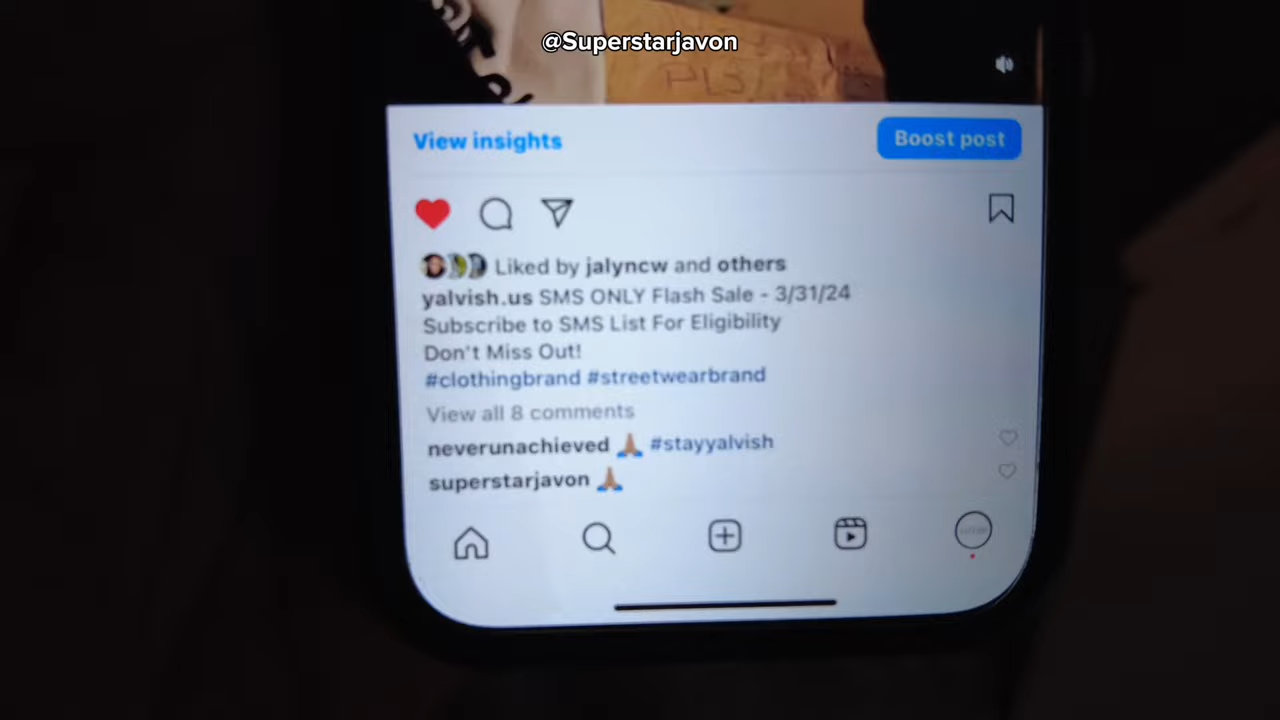 @Superstarjavon
PLS
View insights
Boost post
Liked by jalyncw and others
yalvish.us SMS ONLY Flash Sale - 3/31/24
Subscribe to SMS List For Eligibility
Don't Miss Out!
#clothingbrand #streetwearbrand
View all 8 comments
neverunachieved 🙏🏽 #stayyalvish
superstarjavon 🙏🏽